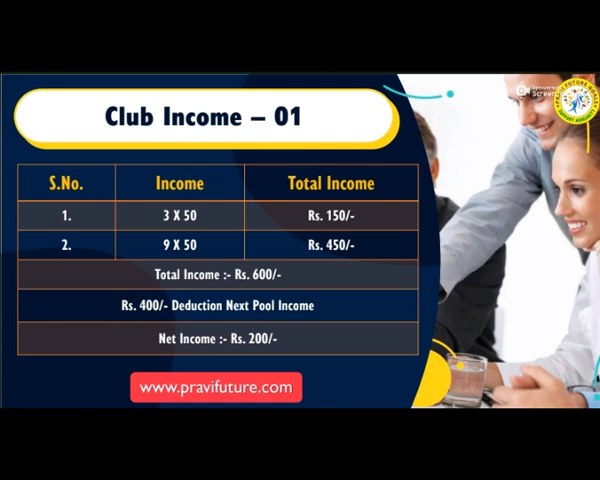 Club Income – 01
S.No. Income Total Income
1. 3 X 50 Rs. 150/-
2. 9 X 50 Rs. 450/-
Total Income :- Rs. 600/-
Rs. 400/- Deduction Next Pool Income
Net Income :- Rs. 200/-
www.pravifuture.com